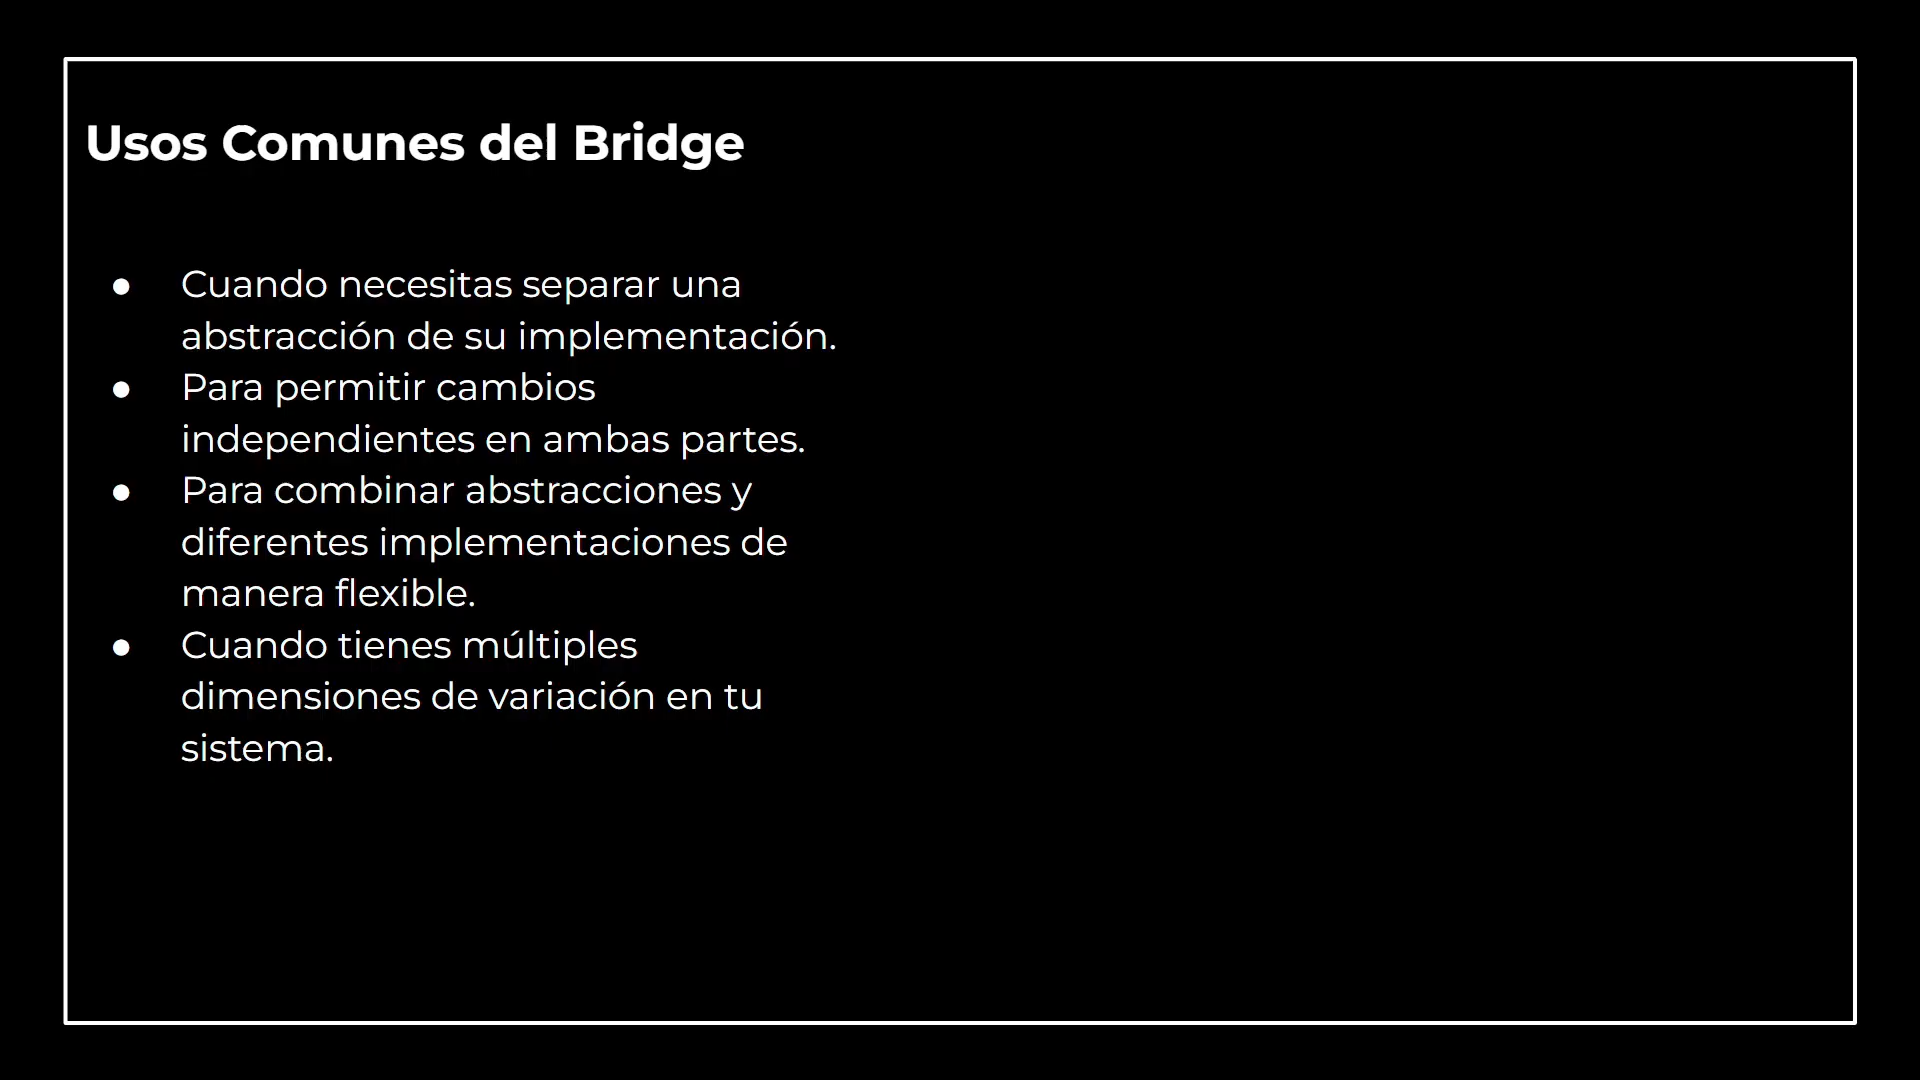 Usos Comunes del Bridge
● Cuando necesitas separar una
abstracción de su implementación.
● Para permitir cambios
independientes en ambas partes.
● Para combinar abstracciones y
diferentes implementaciones de
manera flexible.
● Cuando tienes múltiples
dimensiones de variación en tu
sistema.